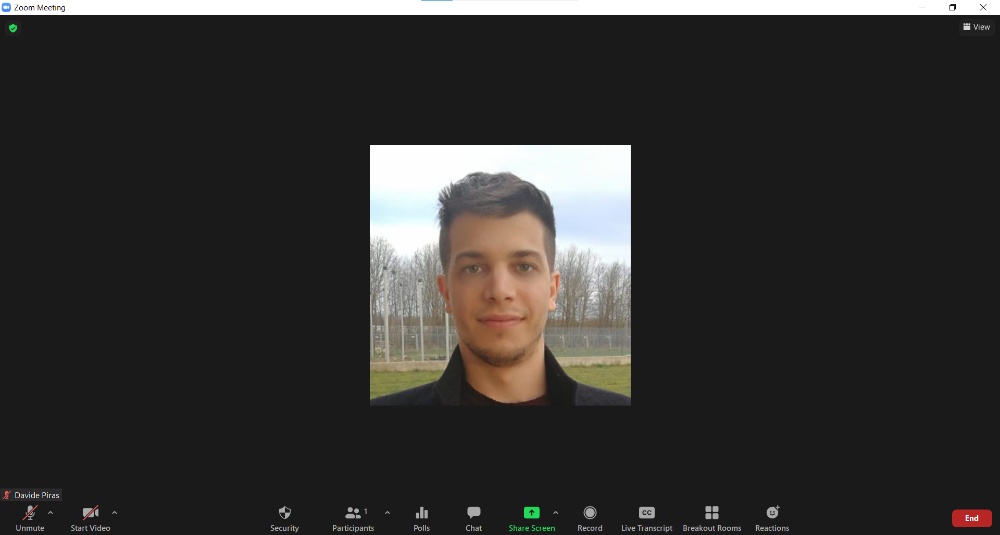 Zoom Meeting
View
Davide Piras
Unmute
Start Video
Security
1
Participants
Polls
Chat
Share Screen
Record
CC
Live Transcript
Breakout Rooms
Reactions
End